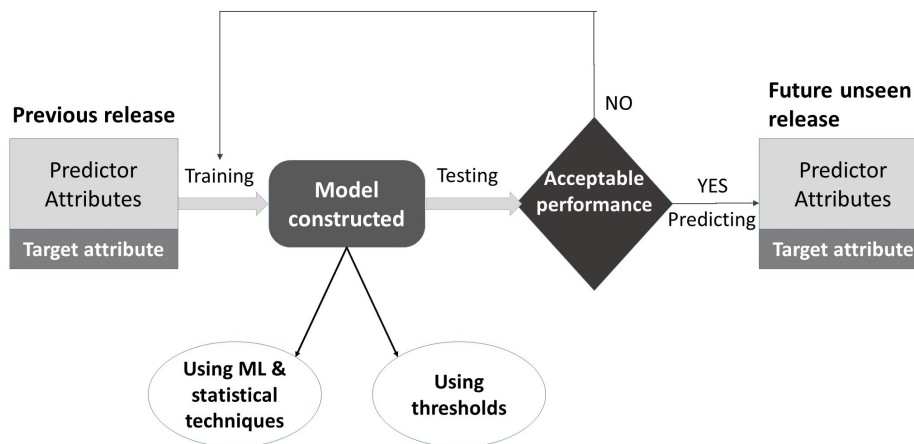 NO
Previous release
Future unseen
release
Predictor
Attributes
Target attribute
Training
Model
constructed
Testing
Acceptable
performance
YES
Predicting
Predictor
Attributes
Target attribute
Using ML &
statistical
techniques
Using
thresholds